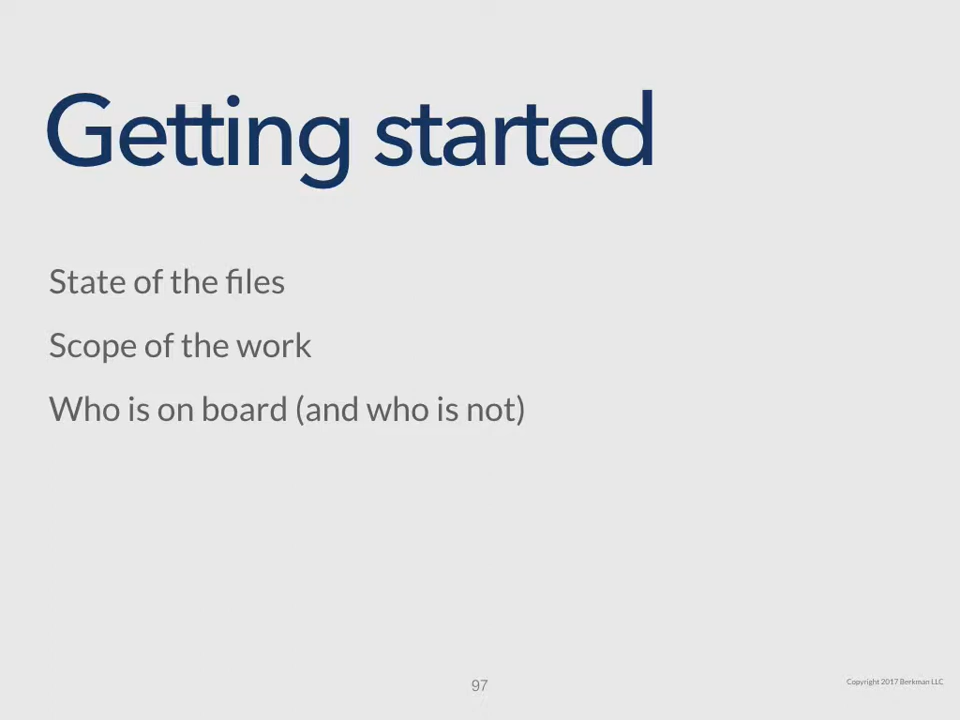 Getting started
State of the files
Scope of the work
Who is on board (and who is not)
97
Copyright 2017 Berkman LLC